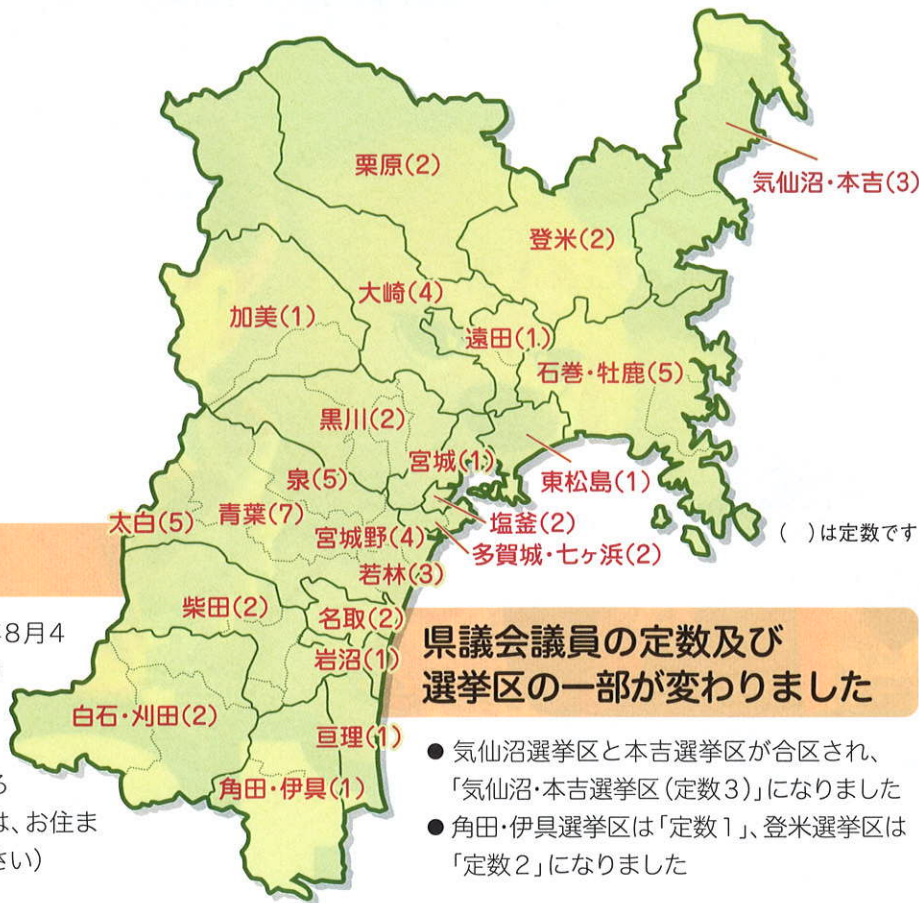 栗原(2)
気仙沼・本吉(3)
登米(2)
大崎(4)
加美(1)
遠田(1)
石巻・牡鹿(5)
黒川(2)
宮城(1)
泉(5)
東松島(1)
太白(5)
青葉(7)
塩釜(2)
宮城野(4)
多賀城・七ヶ浜(2)
( )は定数です
若林(3)
柴田(2)
名取(2)
岩沼(1)
白石・刈田(2)
亘理(1)
角田・伊具(1)
8月4
は、お住ま
さい)
県議会議員の定数及び
選挙区の一部が変わりました
● 気仙沼選挙区と本吉選挙区が合区され、
「気仙沼・本吉選挙区(定数3)」になりました
● 角田・伊具選挙区は「定数1」、登米選挙区は
「定数2」になりました